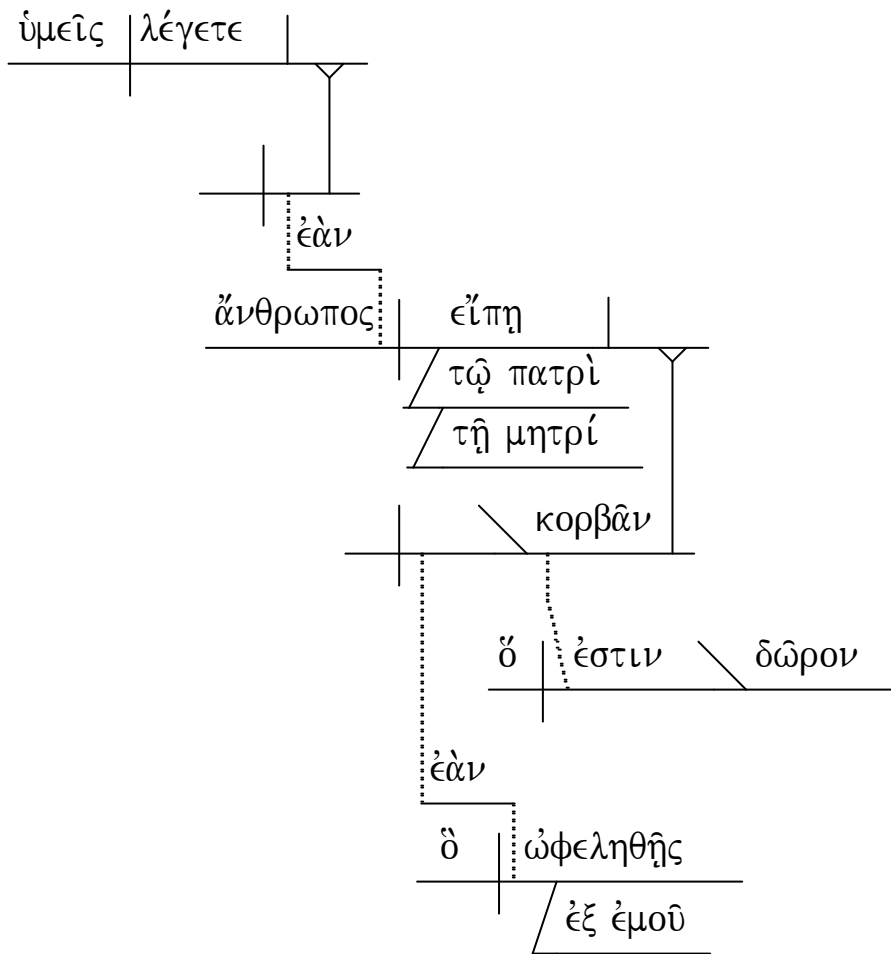 ὑμεῖς λέγετε
ἐὰν
ἄνθρωπος εἴπῃ
τῷ πατρὶ
τῇ μητρί
κορβᾶν
ὅ ἐστιν δῶρον
ἐὰν
ὃ ὠφεληθῇς
ἐξ ἐμοῦ